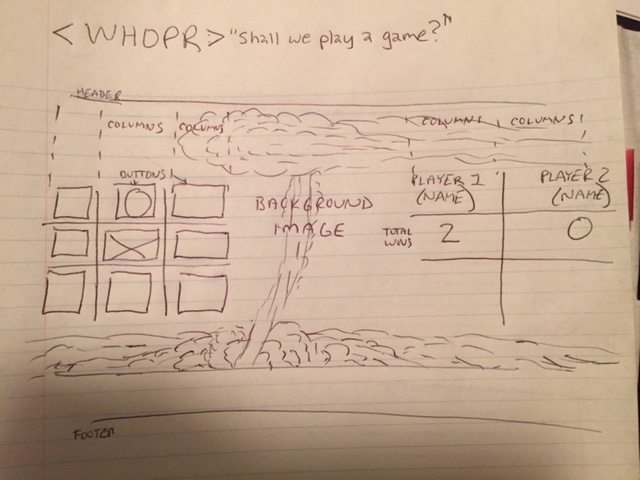 <WHOPR> "Shall we play a game?"
HEADER
COLUMNS COLUMNS COLUMNS COLUMNS
BUTTONS
PLAYER 1 PLAYER 2
(NAME) (NAME)
BACKGROUND
IMAGE
TOTAL WINS 2 0
FOOTER